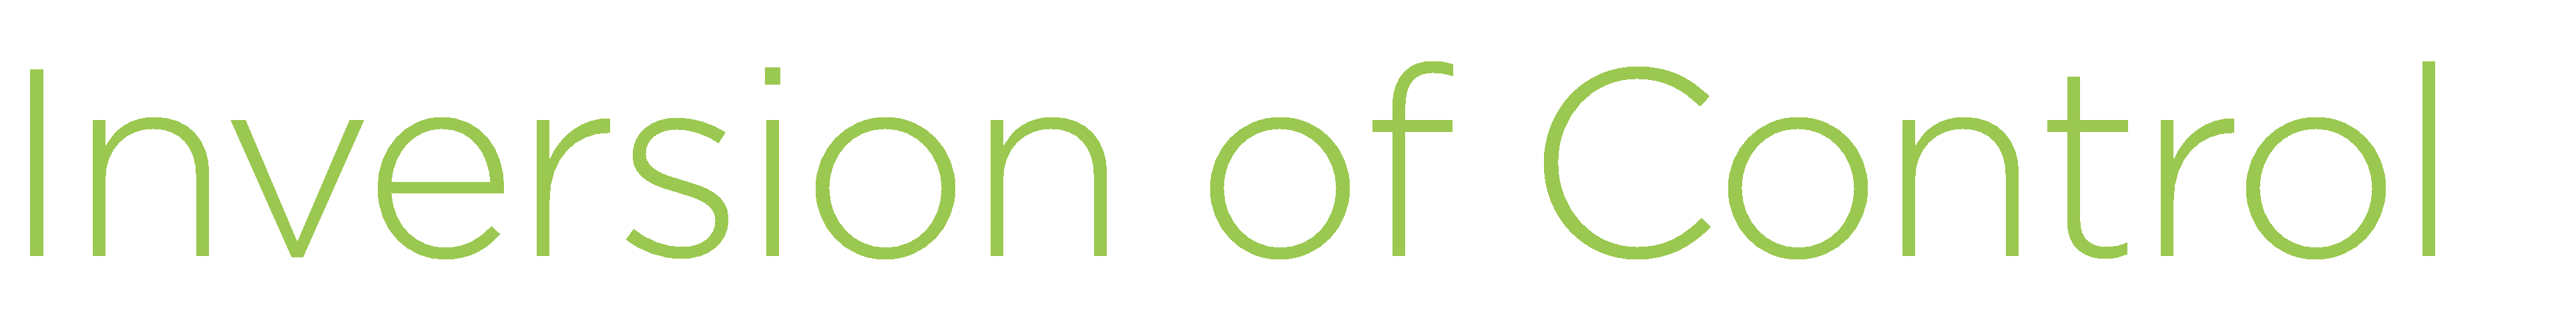 Inversion of Control